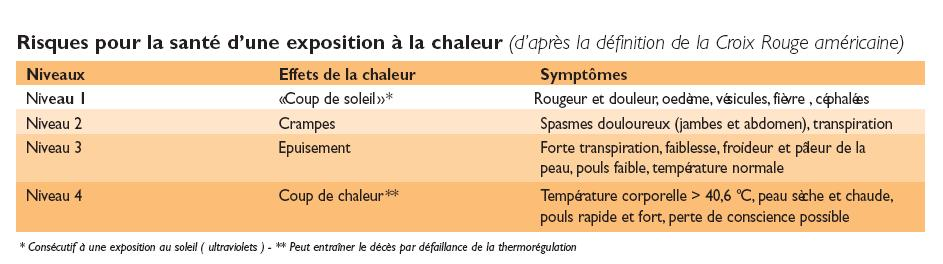 Risques pour la santé d'une exposition à la chaleur (d'après la définition de la Croix Rouge américaine)
Niveaux Effets de la chaleur Symptômes
Niveau 1 «Coup de soleil»* Rougeur et douleur, oedème, vésicules, fièvre , céphalées
Niveau 2 Crampes Spasmes douloureux (jambes et abdomen), transpiration
Niveau 3 Epuisement Forte transpiration, faiblesse, froideur et pâleur de la
peau, pouls faible, température normale
Niveau 4 Coup de chaleur** Température corporelle > 40,6 °C, peau sèche et chaude,
pouls rapide et fort, perte de conscience possible
* Consécutif à une exposition au soleil ( ultraviolets ) - ** Peut entraîner le décès par défaillance de la thermorégulation